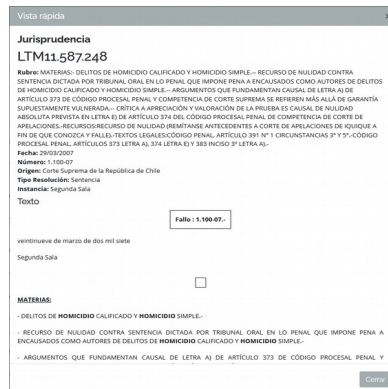 Vista rápida
Jurisprudencia
LTM11.587.248
Rubro: MATERIAS:- DELITOS DE HOMICIDIO CALIFICADO Y HOMICIDIO SIMPLE.-- RECURSO DE NULIDAD CONTRA
SENTENCIA DICTADA POR TRIBUNAL ORAL EN LO PENAL QUE IMPONE PENA A ENCAUSADOS COMO AUTORES DE DELITOS
DE HOMICIDIO CALIFICADO Y HOMICIDIO SIMPLE.-- ARGUMENTOS QUE FUNDAMENTAN CAUSAL DE LETRA A) DE
ARTÍCULO 373 DE CÓDIGO PROCESAL PENAL Y COMPETENCIA DE CORTE SUPREMA SE REFIEREN MÁS ALLÁ DE GARANTÍA
SUPUESTAMENTE VULNERADA.-- CRÍTICA A APRECIACIÓN Y VALORACIÓN DE LA PRUEBA ES CAUSAL DE NULIDAD
ABSOLUTA PREVISTA EN LETRA E) DE ARTÍCULO 374 DEL CÓDIGO PROCESAL PENAL DE COMPETENCIA DE CORTE DE
APELACIONES.-RECURSOS:RECURSO DE NULIDAD (REMÍTANSE ANTECEDENTES A CORTE DE APELACIONES DE IQUIQUE A
FIN DE QUE CONOZCA Y FALLE).-TEXTOS LEGALES:CÓDIGO PENAL, ARTÍCULO 391 N° 1 CIRCUNSTANCIAS 3ª Y 5ª.-CÓDIGO
PROCESAL PENAL, ARTÍCULOS 373 LETRA A), 374 LETRA E) Y 383 INCISO 3º LETRA A).-
Fecha: 29/03/2007
Número: 1.100-07
Origen: Corte Suprema de la República de Chile
Tipo Resolución: Sentencia
Instancia: Segunda Sala
Texto
Fallo : 1.100-07.-
veintinueve de marzo de dos mil siete
Segunda Sala
MATERIAS:
- DELITOS DE HOMICIDIO CALIFICADO Y HOMICIDIO SIMPLE.-
- RECURSO DE NULIDAD CONTRA SENTENCIA DICTADA POR TRIBUNAL ORAL EN LO PENAL QUE IMPONE PENA A
ENCAUSADOS COMO AUTORES DE DELITOS DE HOMICIDIO CALIFICADO Y HOMICIDIO SIMPLE.-
- ARGUMENTOS QUE FUNDAMENTAN CAUSAL DE LETRA A) DE ARTÍCULO 373 DE CÓDIGO PROCESAL PENAL Y
Cerrar